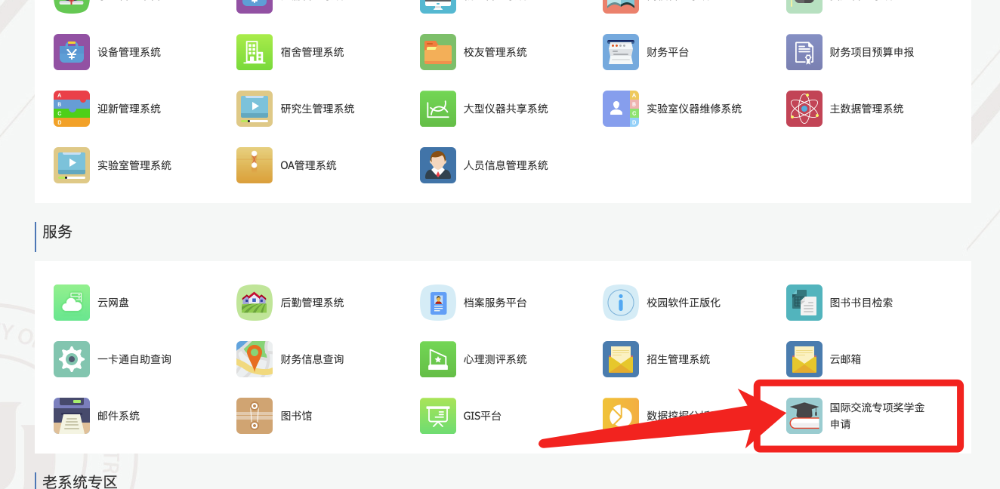 设备管理系统
宿舍管理系统
校友管理系统
财务平台
财务项目预算申报
迎新管理系统
研究生管理系统
大型仪器共享系统
实验室仪器维修系统
主数据管理系统
实验室管理系统
OA管理系统
人员信息管理系统
服务
云网盘
后勤管理系统
档案服务平台
校园软件正版化
图书书目检索
一卡通自助查询
财务信息查询
心理测评系统
招生管理系统
云邮箱
邮件系统
图书馆
GIS平台
数据挖掘分析
国际交流专项奖学金
申请
老系统专区